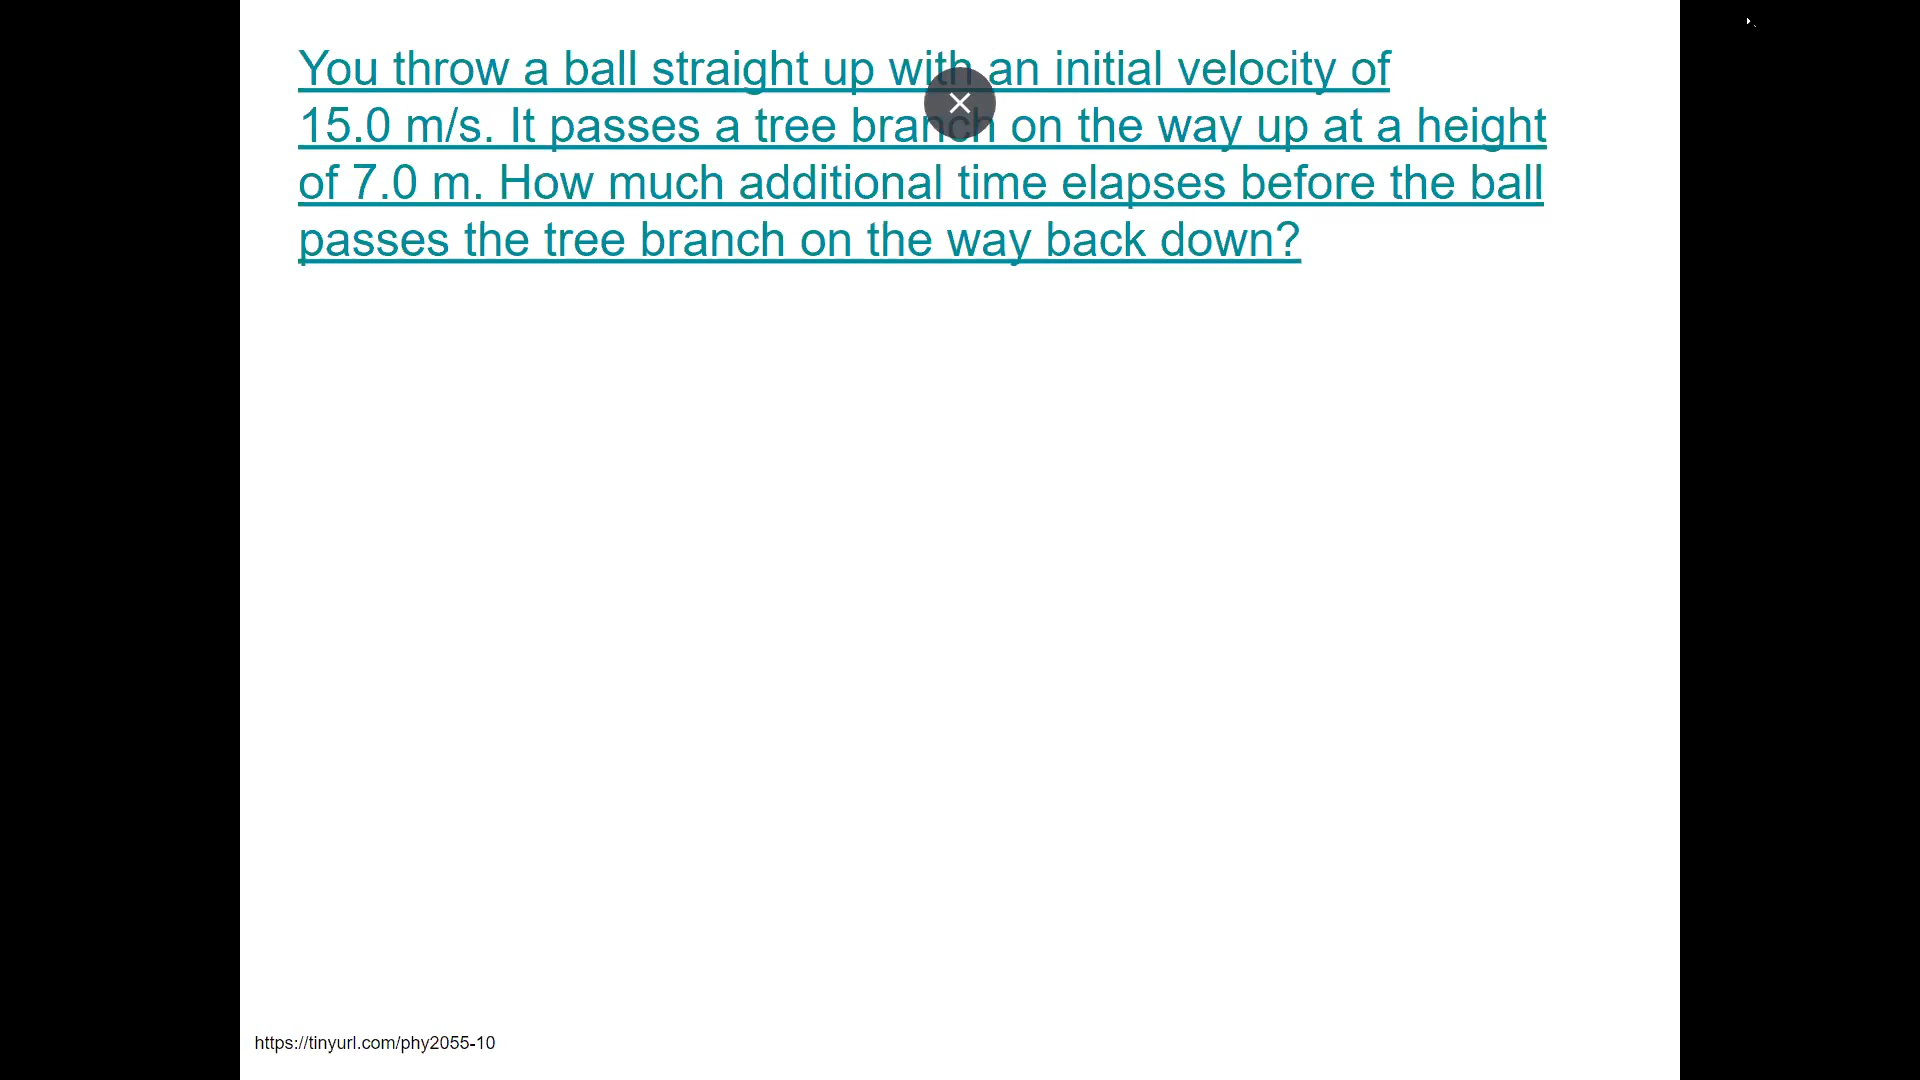 You throw a ball straight up with an initial velocity of
15.0 m/s. It passes a tree branch on the way up at a height
of 7.0 m. How much additional time elapses before the ball
passes the tree branch on the way back down?
https://tinyurl.com/phy2055-10